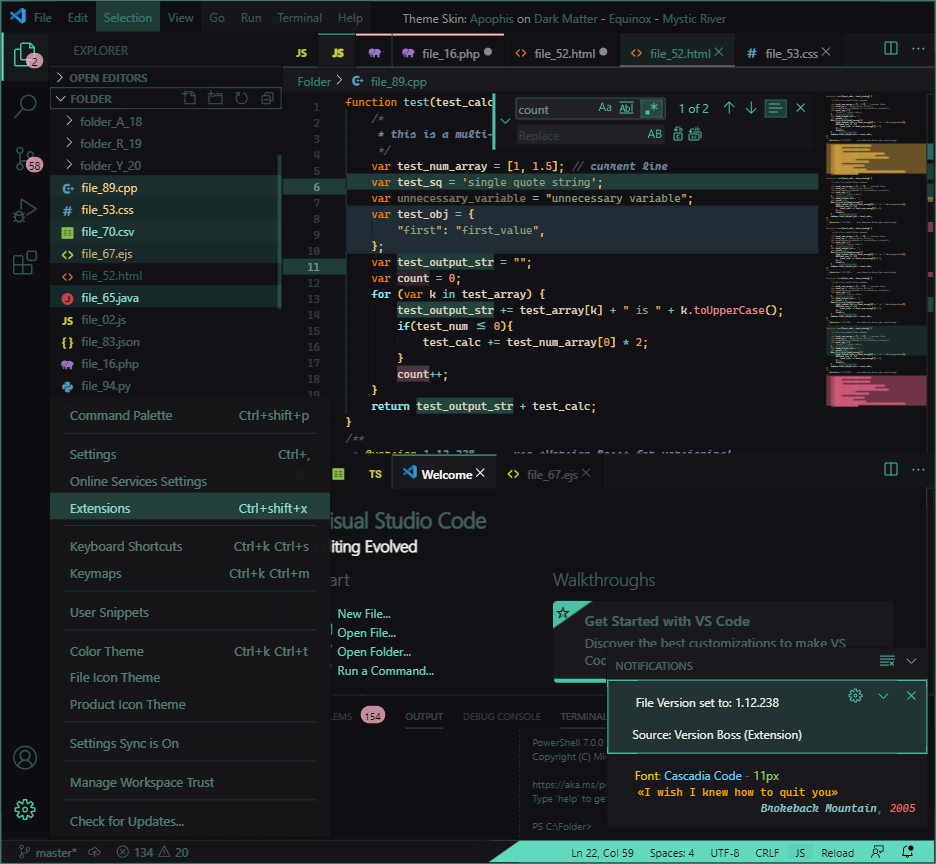 File Edit Selection View Go Run Terminal Help Theme Skin: Apophis on Dark Matter - Equinox - Mystic River
2
EXPLORER
JS JS file_16.php file_52.html file_52.html # file_53.css
OPEN EDITORS
FOLDER
Folder > file_89.cpp
folder_A_18
folder_R_19
folder_Y_20
file_89.cpp
# file_53.css
file_70.csv
file_67.ejs
file_52.html
file_65.java
JS file_02.js
{} file_83.json
file_16.php
file_94.py
58
count Aa Abl .* 1 of 2
Replace AB
1 function test(test_calc
2 /*
3 * this is a multi-
4 */
5 var test_num_array = [1, 1.5]; // current line
6 var test_sq = 'single quote string';
7 var unnecessary_variable = "unnecessary variable";
8 var test_obj = {
9 "first": "first_value",
10 };
11 var test_output_str = "";
12 var count = 0;
13 for (var k in test_array) {
14 test_output_str += test_array[k] + " is " + k.toUpperCase();
15 if(test_num ≤ 0){
16 test_calc += test_num_array[0] * 2;
17 }
18 count++;
19 }
return test_output_str + test_calc;
}
/**
Command Palette Ctrl+shift+p
Settings Ctrl+,
Online Services Settings
Extensions Ctrl+shift+x
Keyboard Shortcuts Ctrl+k Ctrl+s
Keymaps Ctrl+k Ctrl+m
User Snippets
Color Theme Ctrl+k Ctrl+t
File Icon Theme
Product Icon Theme
Settings Sync is On
Manage Workspace Trust
Check for Updates...
TS Welcome file_67.ejs
isual Studio Code
iting Evolved
art
New File...
Open File...
Open Folder...
Run a Command...
Walkthroughs
Get Started with VS Code
Discover the best customizations to make VS
NOTIFICATIONS
File Version set to: 1.12.238
Source: Version Boss (Extension)
Font: Cascadia Code - 11px
«I wish I knew how to quit you»
Brokeback Mountain, 2005
LEMS 154 OUTPUT DEBUG CONSOLE TERMINAL
PowerShell 7.0.0
Copyright (C) Mi
https://aka.ms/p
Type 'help' to ge
PS C:\Folder>
master* 134 20 Ln 22, Col 59 Spaces: 4 UTF-8 CRLF JS Reload